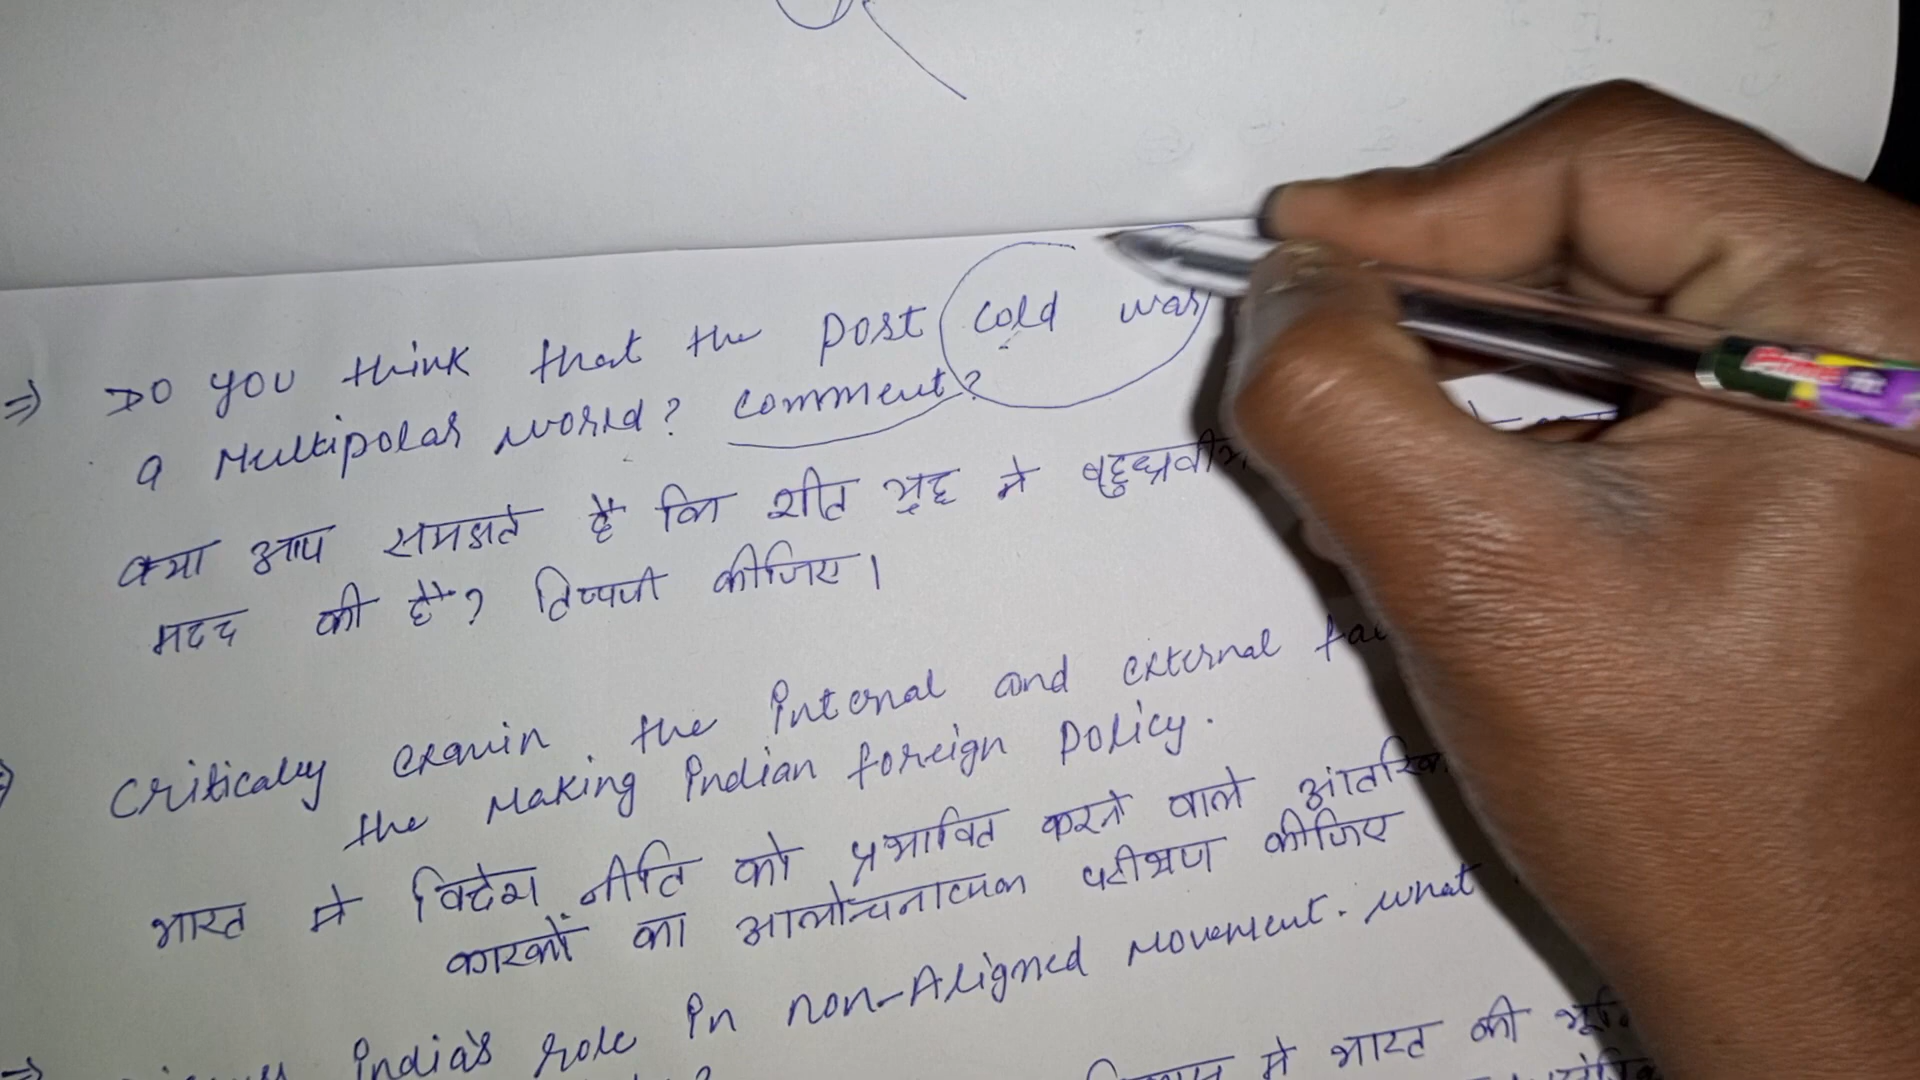 ⇒ Do you think that the post cold war
a Multipolar world? comment?
क्या आप समझते है कि शीत युद्ध ने
मदद की है? टिप्पणी कीजिए।
Critically examin the internal and external
the Making Indian foreign policy.
भारत मे विदेश नीति को प्रभावित करने वाले
कारकों का आलोचनात्मक परीक्षण कीजिए
India's role in non-Aligned Movement. what
मे भारत की